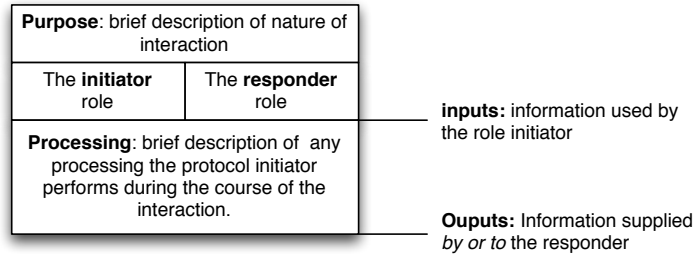 Purpose: brief description of nature of
interaction
The initiator
role
The responder
role
Processing: brief description of any
processing the protocol initiator
performs during the course of the
interaction.
inputs: information used by
the role initiator
Ouputs: Information supplied
by or to the responder